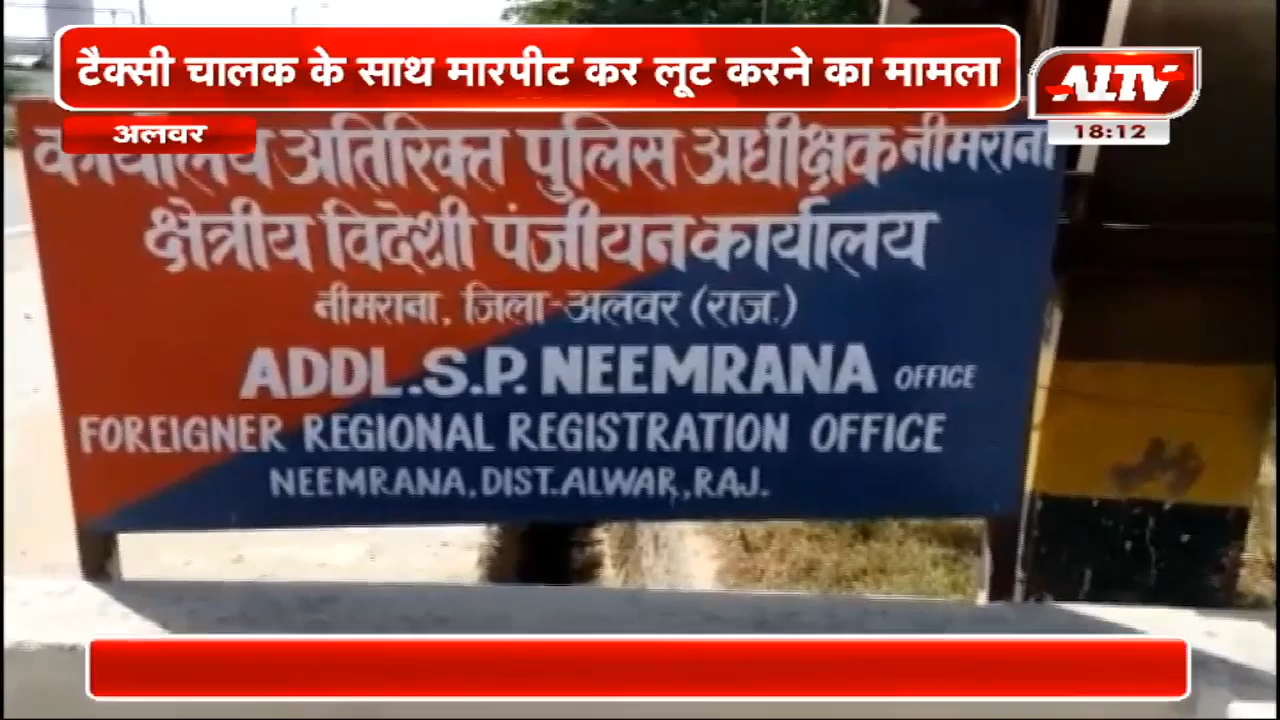 टैक्सी चालक के साथ मारपीट कर लूट करने का मामला
ALTV
18:12
अलवर
कार्यालय अतिरिक्त पुलिस अधीक्षक नीमराना
क्षेत्रीय विदेशी पंजीयन कार्यालय
नीमराना, जिला-अलवर (राज.)
ADDL.S.P. NEEMRANA OFFICE
FOREIGNER REGIONAL REGISTRATION OFFICE
NEEMRANA, DIST.ALWAR, RAJ.